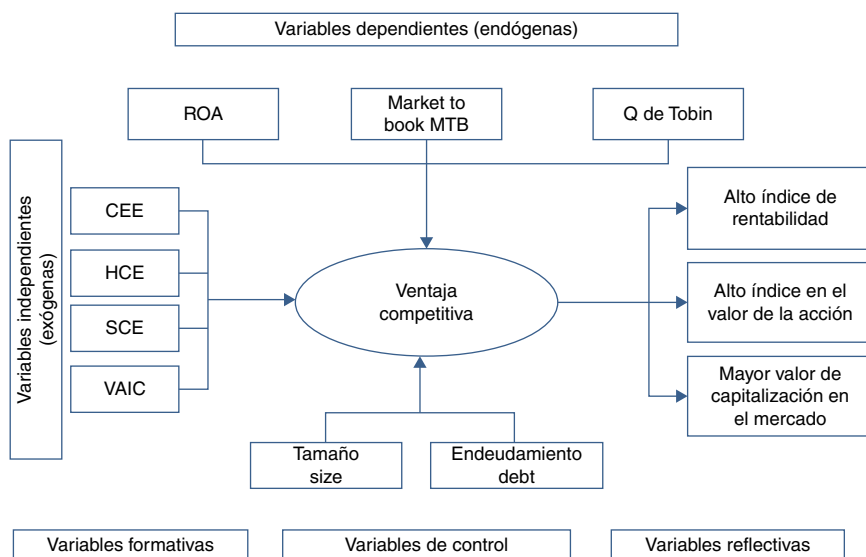 Variables dependientes (endógenas)
ROA
Market to
book MTB
Q de Tobin
Variables independientes
(exógenas)
CEE
HCE
SCE
VAIC
Ventaja
competitiva
Alto índice de
rentabilidad
Alto índice en el
valor de la acción
Mayor valor de
capitalización en
el mercado
Tamaño
size
Endeudamiento
debt
Variables formativas
Variables de control
Variables reflectivas